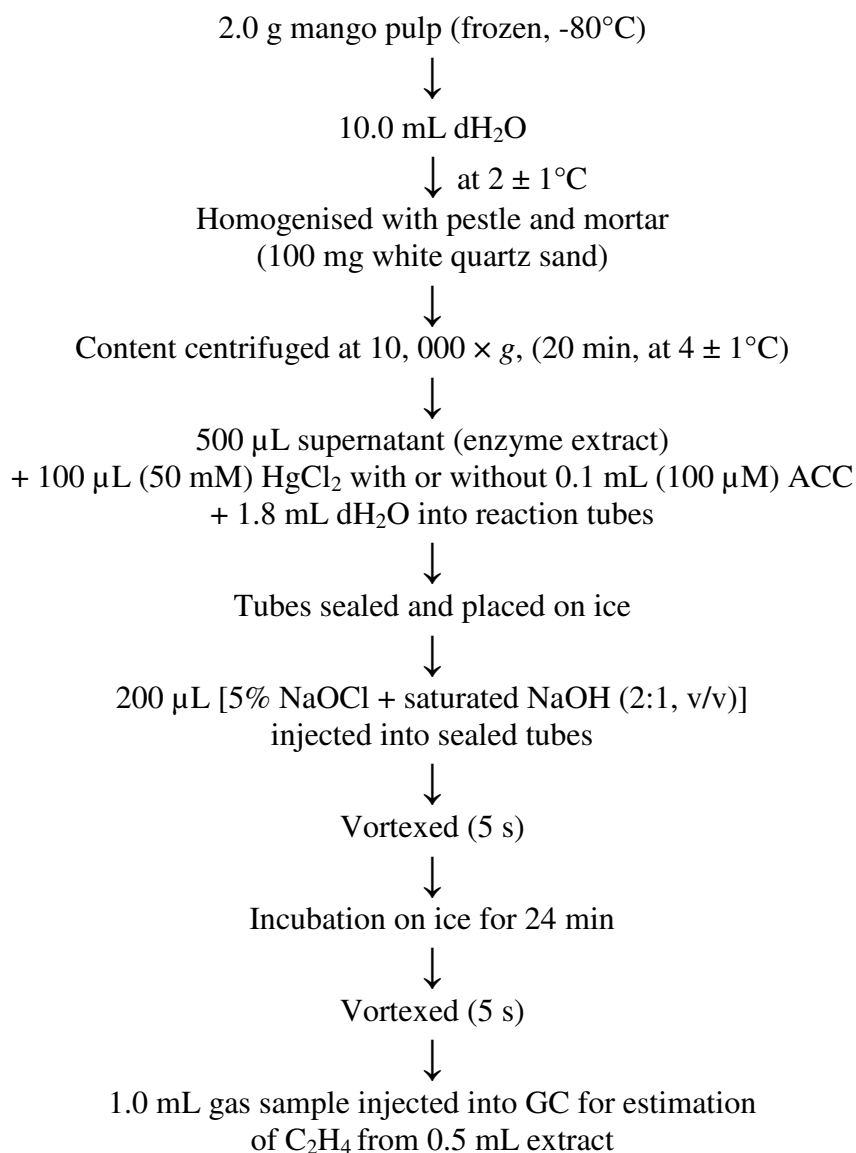 2.0 g mango pulp (frozen, -80°C)
↓
10.0 mL dH₂O
↓ at 2 ± 1°C
Homogenised with pestle and mortar
(100 mg white quartz sand)
↓
Content centrifuged at 10, 000 × g, (20 min, at 4 ± 1°C)
↓
500 µL supernatant (enzyme extract)
+ 100 µL (50 mM) HgCl₂ with or without 0.1 mL (100 µM) ACC
+ 1.8 mL dH₂O into reaction tubes
↓
Tubes sealed and placed on ice
↓
200 µL [5% NaOCl + saturated NaOH (2:1, v/v)]
injected into sealed tubes
↓
Vortexed (5 s)
↓
Incubation on ice for 24 min
↓
Vortexed (5 s)
↓
1.0 mL gas sample injected into GC for estimation
of C₂H₄ from 0.5 mL extract